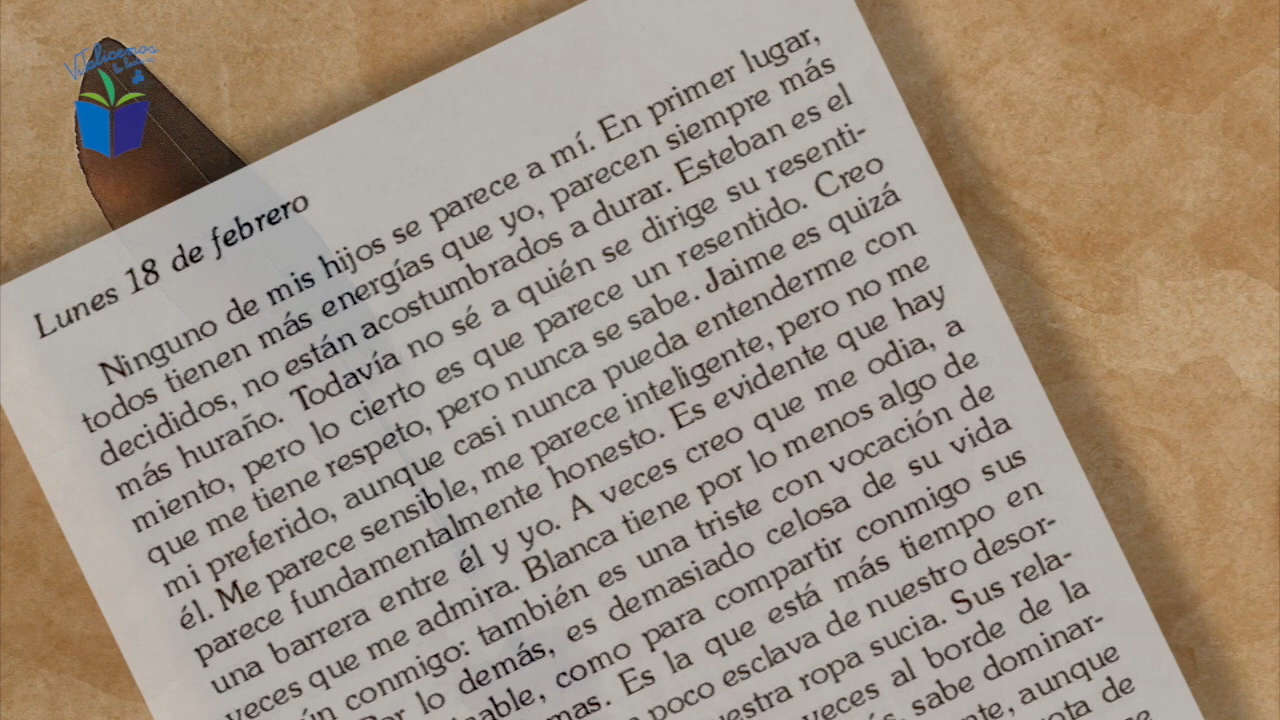 Vitalicemos
Lunes 18 de febrero
Ninguno de mis hijos se parece a mí. En primer lugar,
todos tienen más energías que yo, parecen siempre más
decididos, no están acostumbrados a durar. Esteban es el
más huraño. Todavía no sé a quién se dirige su resenti-
miento, pero lo cierto es que parece un resentido. Creo
que me tiene respeto, pero nunca se sabe. Jaime es quizá
mi preferido, aunque casi nunca pueda entenderme con
él. Me parece sensible, me parece inteligente, pero no me
parece fundamentalmente honesto. Es evidente que hay
una barrera entre él y yo. A veces creo que me odia, a
veces que me admira. Blanca tiene por lo menos algo de
conmigo: también es una triste con vocación de
lo demás, es demasiado celosa de su vida
como para compartir conmigo sus
Es la que está más tiempo en
poco esclava de nuestro desor-
ropa sucia. Sus rela-
veces al borde de la
sabe dominar-
aunque
de